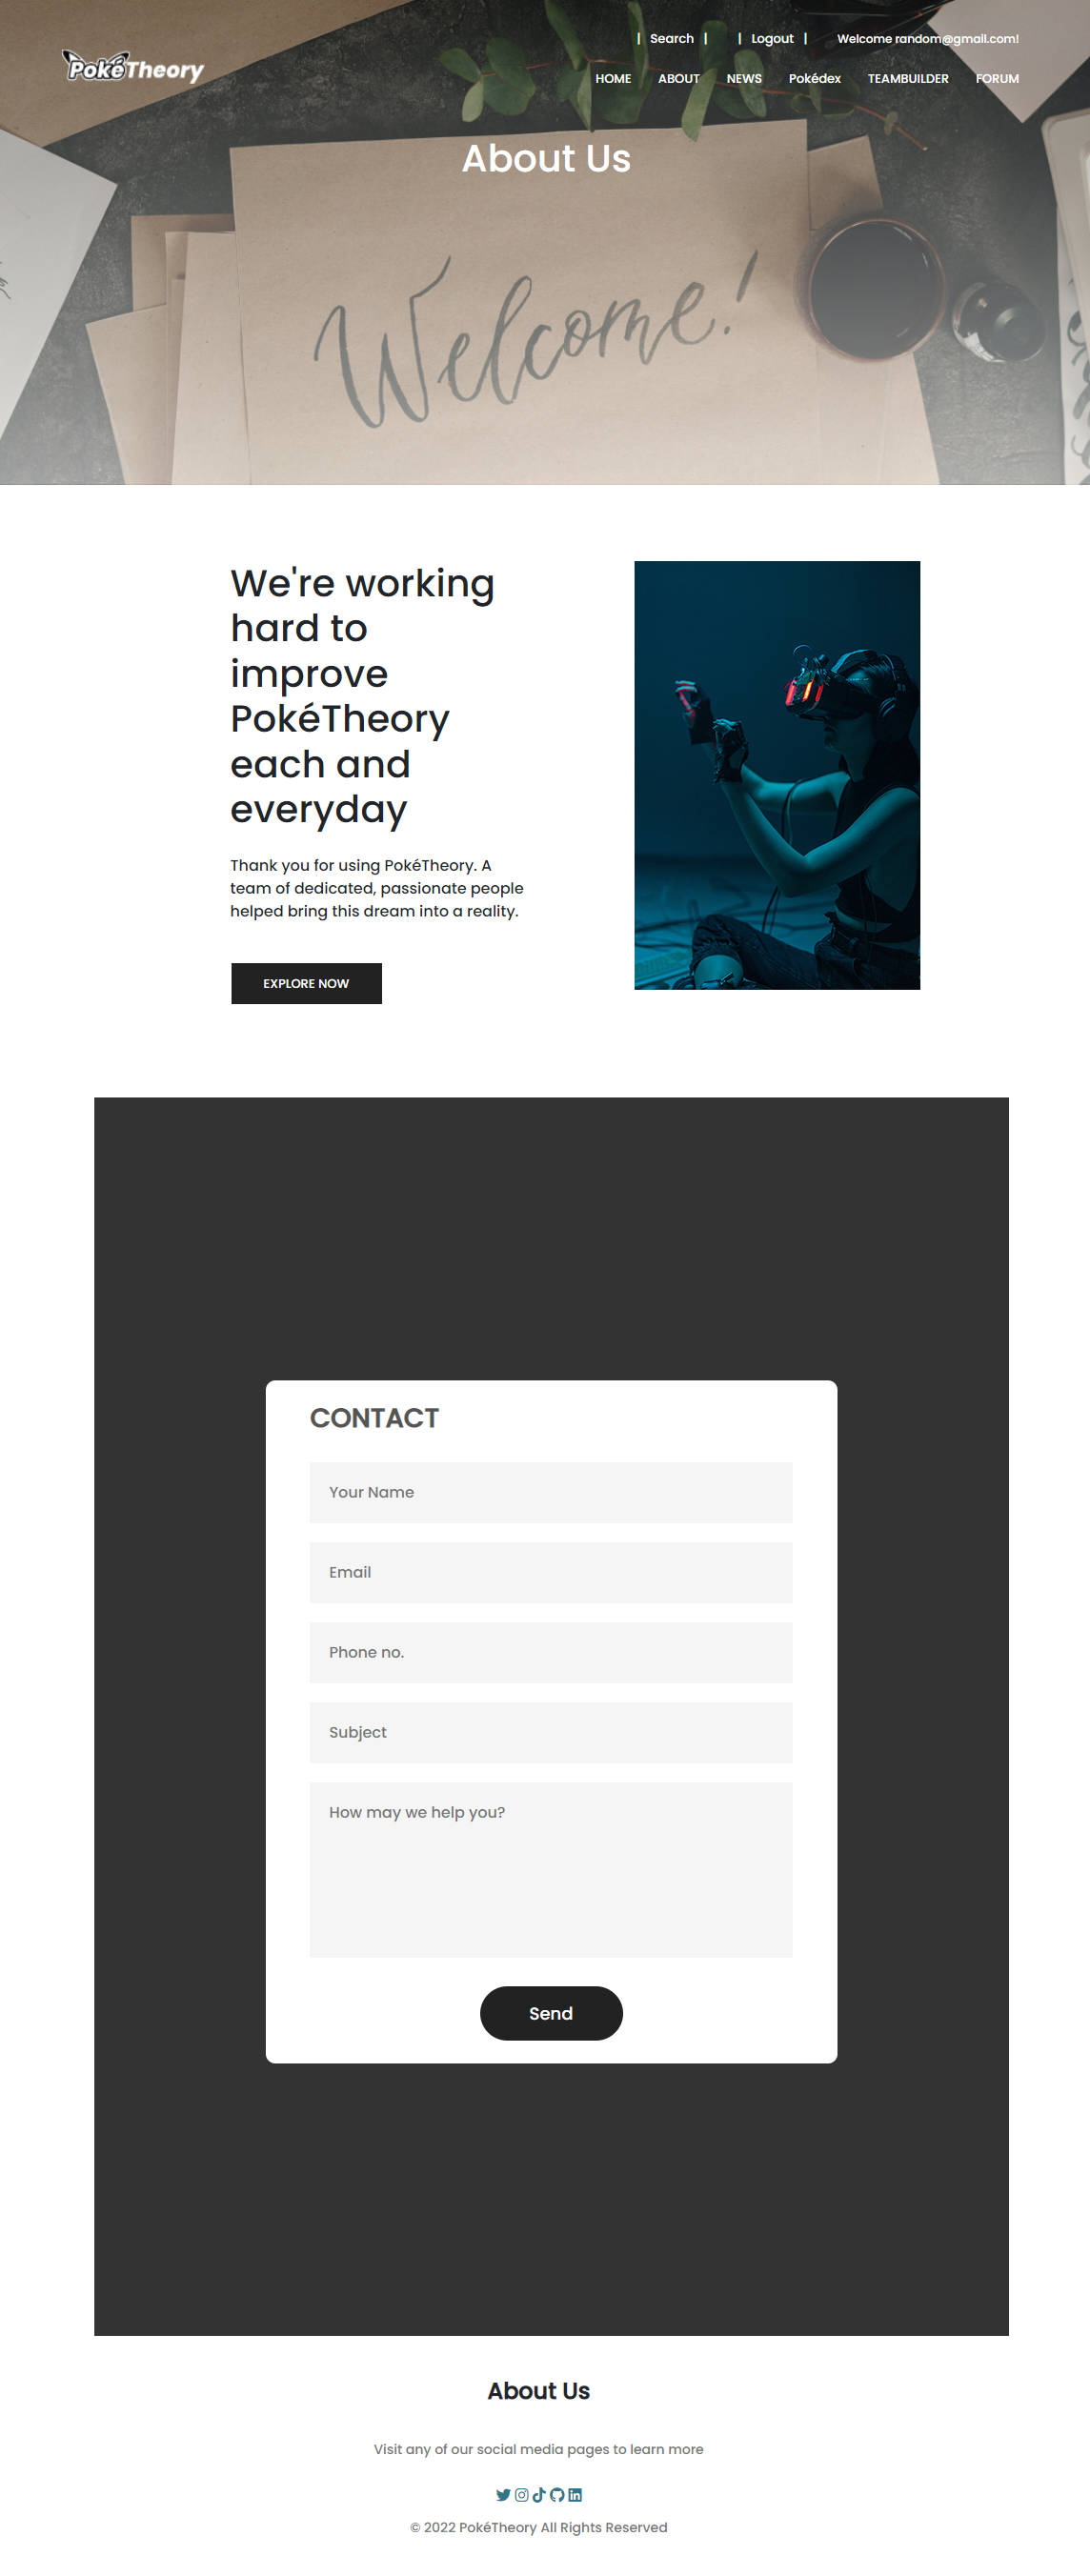 PokéTheory
| Search | | Logout | Welcome random@gmail.com!
HOME ABOUT NEWS Pokédex TEAMBUILDER FORUM
About Us
Welcome!
We're working
hard to
improve
PokéTheory
each and
everyday
Thank you for using PokéTheory. A
team of dedicated, passionate people
helped bring this dream into a reality.
EXPLORE NOW
CONTACT
Your Name
Email
Phone no.
Subject
How may we help you?
Send
About Us
Visit any of our social media pages to learn more
© 2022 PokéTheory All Rights Reserved